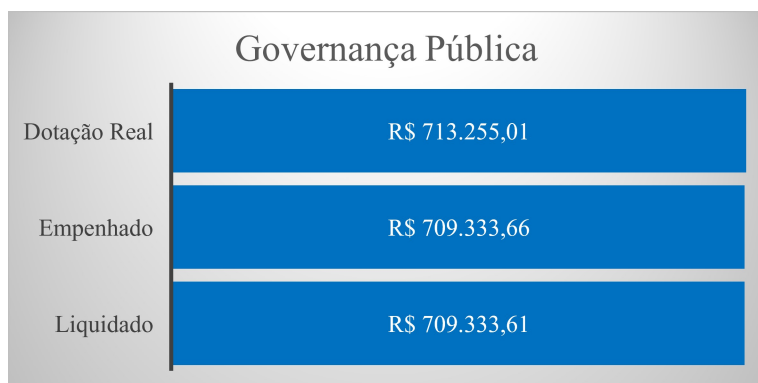 Governança Pública
Dotação Real R$ 713.255,01
Empenhado R$ 709.333,66
Liquidado R$ 709.333,61